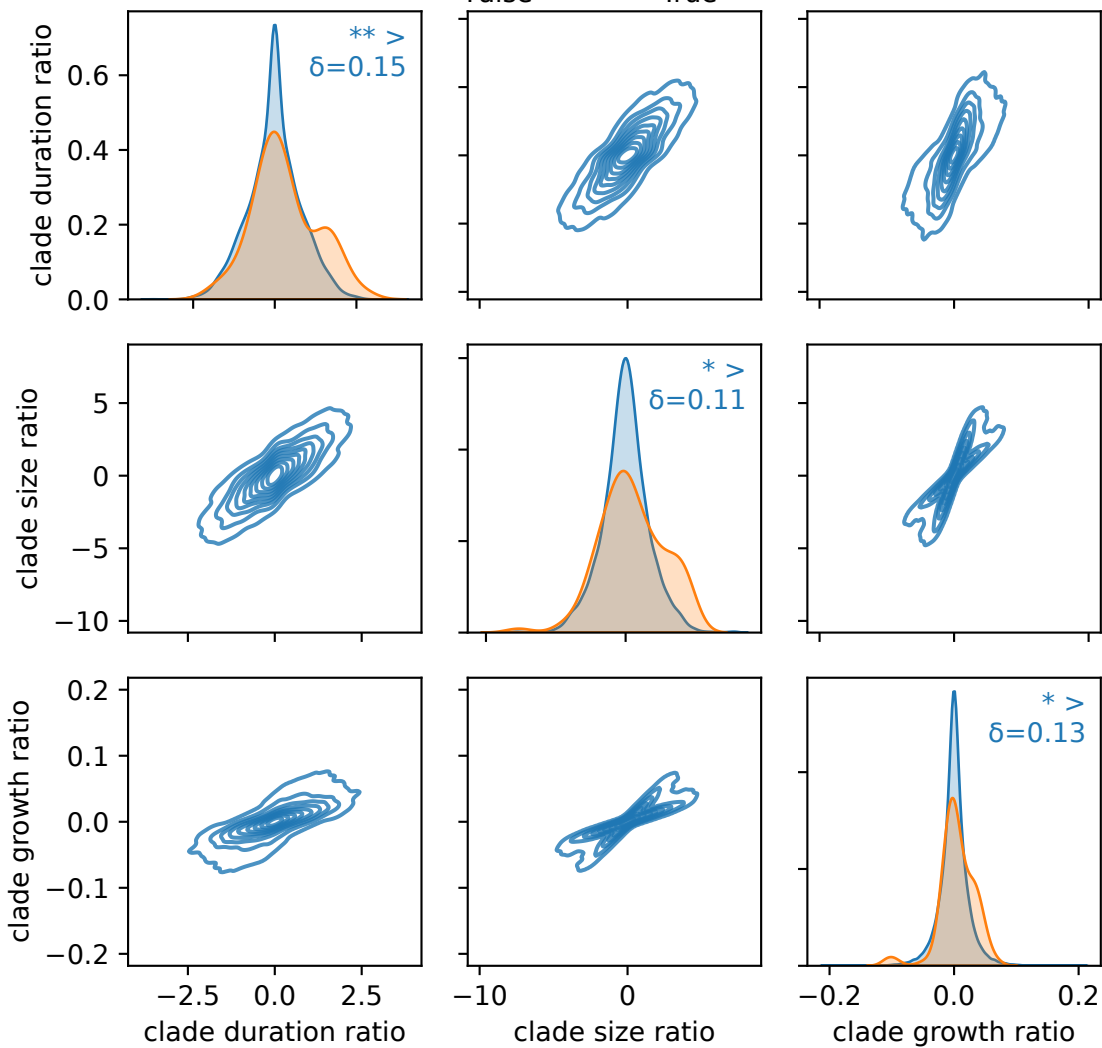 False True
clade duration ratio
0.6
0.4
0.2
0.0
** >
δ=0.15
clade size ratio
5
0
−5
−10
* >
δ=0.11
clade growth ratio
0.2
0.1
0.0
−0.1
−0.2
* >
δ=0.13
−2.5 0.0 2.5
−10 0
−0.2 0.0 0.2
clade duration ratio
clade size ratio
clade growth ratio